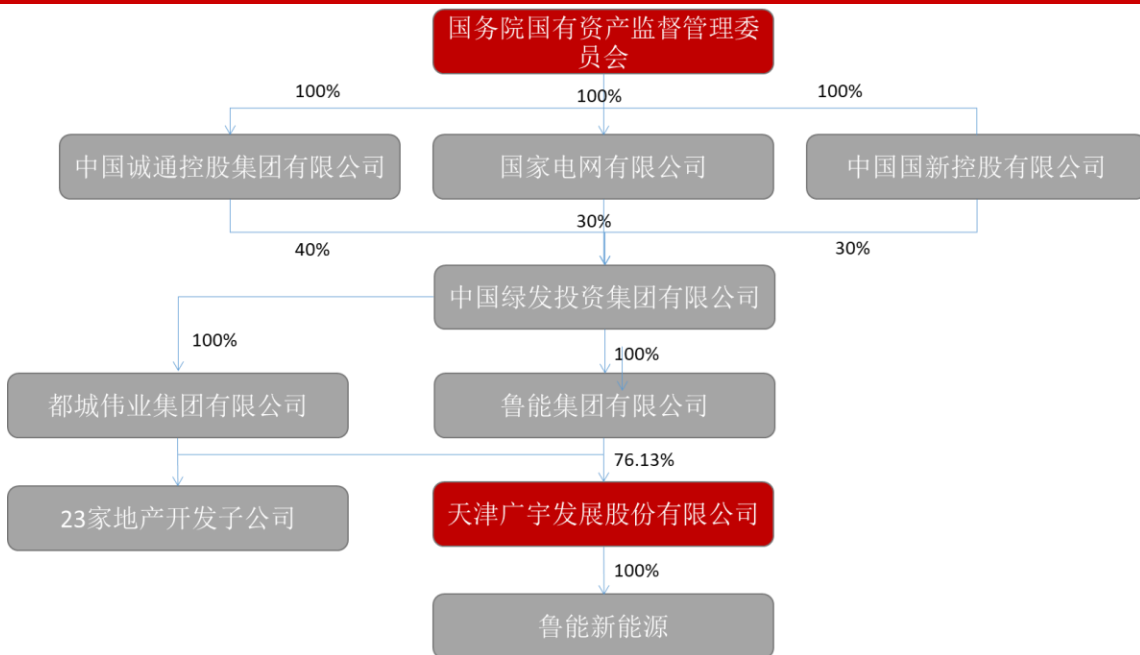 国务院国有资产监督管理委
员会
100%
100%
100%
中国诚通控股集团有限公司
国家电网有限公司
中国国新控股有限公司
30%
40%
30%
中国绿发投资集团有限公司
100%
100%
都城伟业集团有限公司
鲁能集团有限公司
76.13%
23家地产开发子公司
天津广宇发展股份有限公司
100%
鲁能新能源